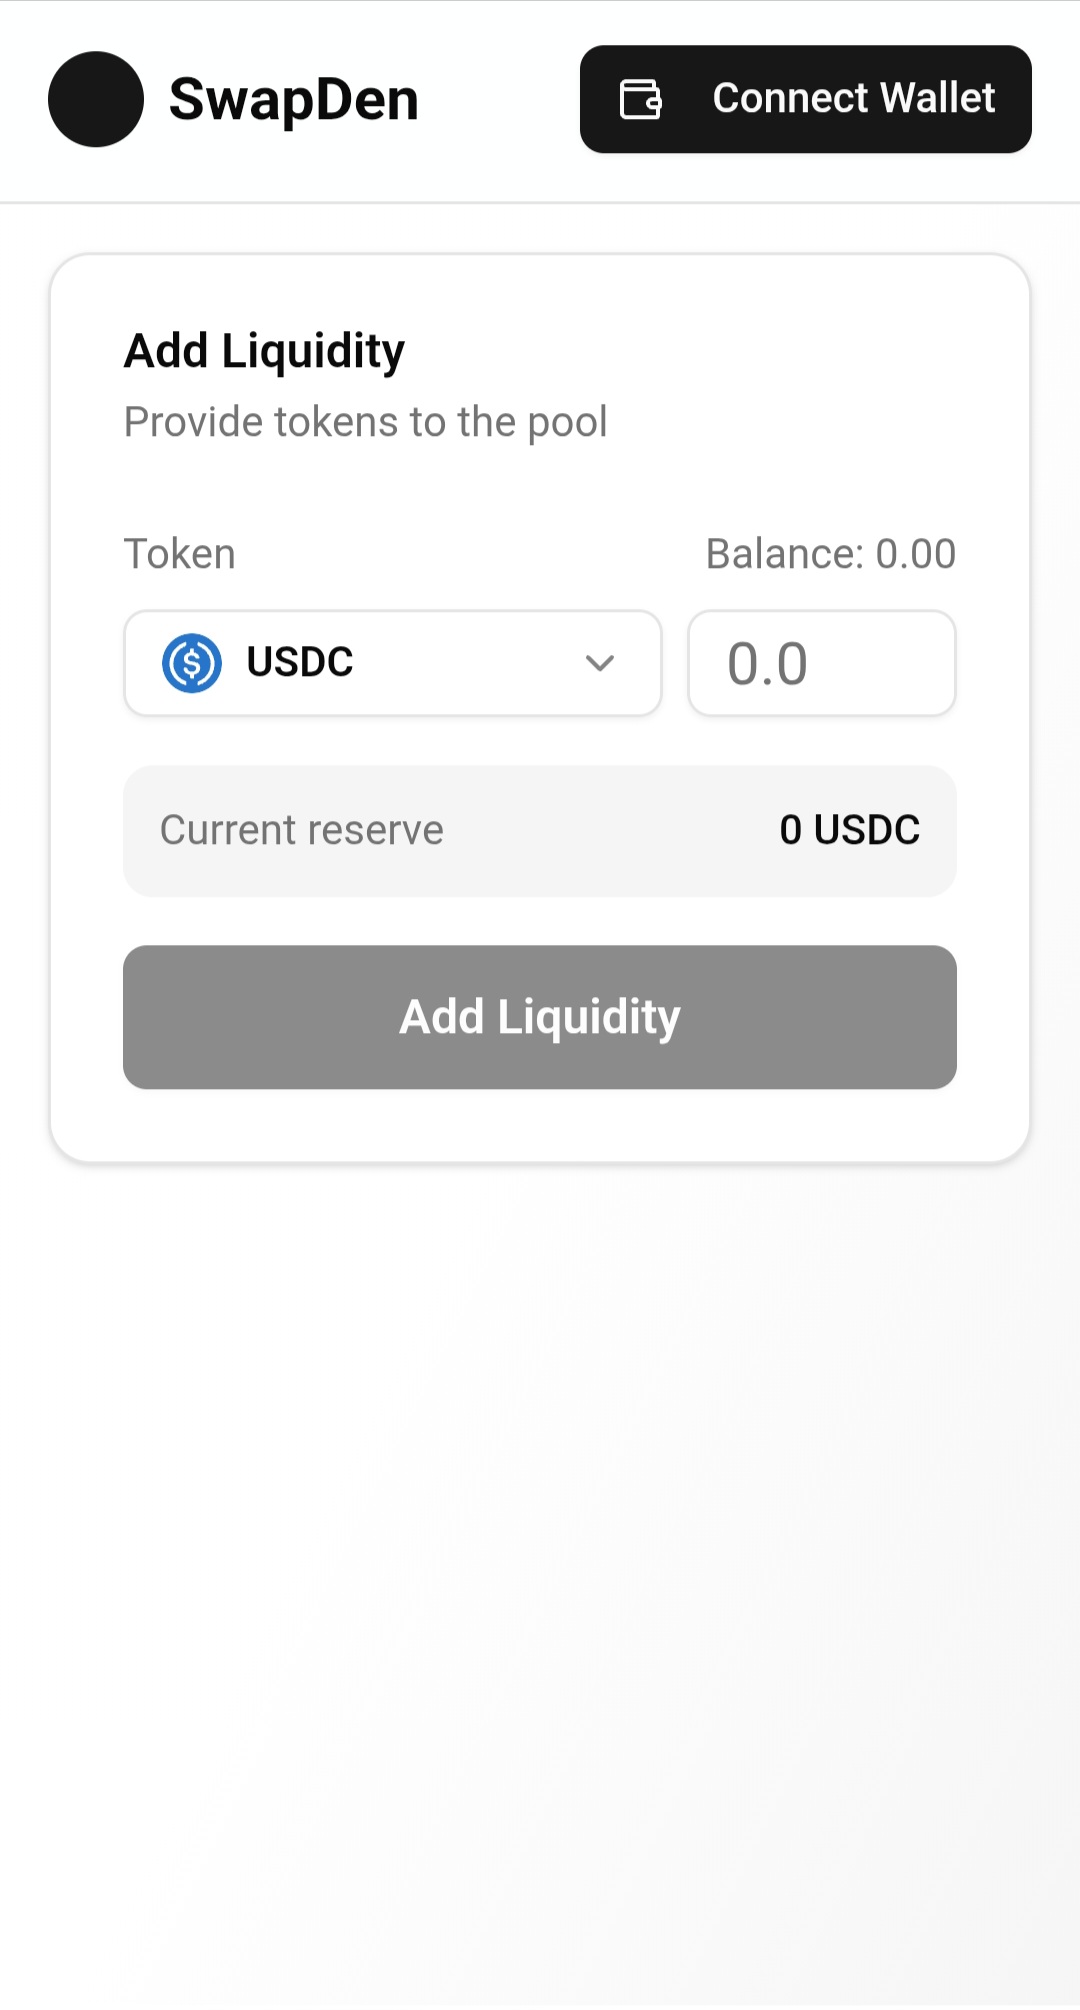 SwapDen
Connect Wallet
Add Liquidity
Provide tokens to the pool
Token
Balance: 0.00
USDC
0.0
Current reserve
0 USDC
Add Liquidity